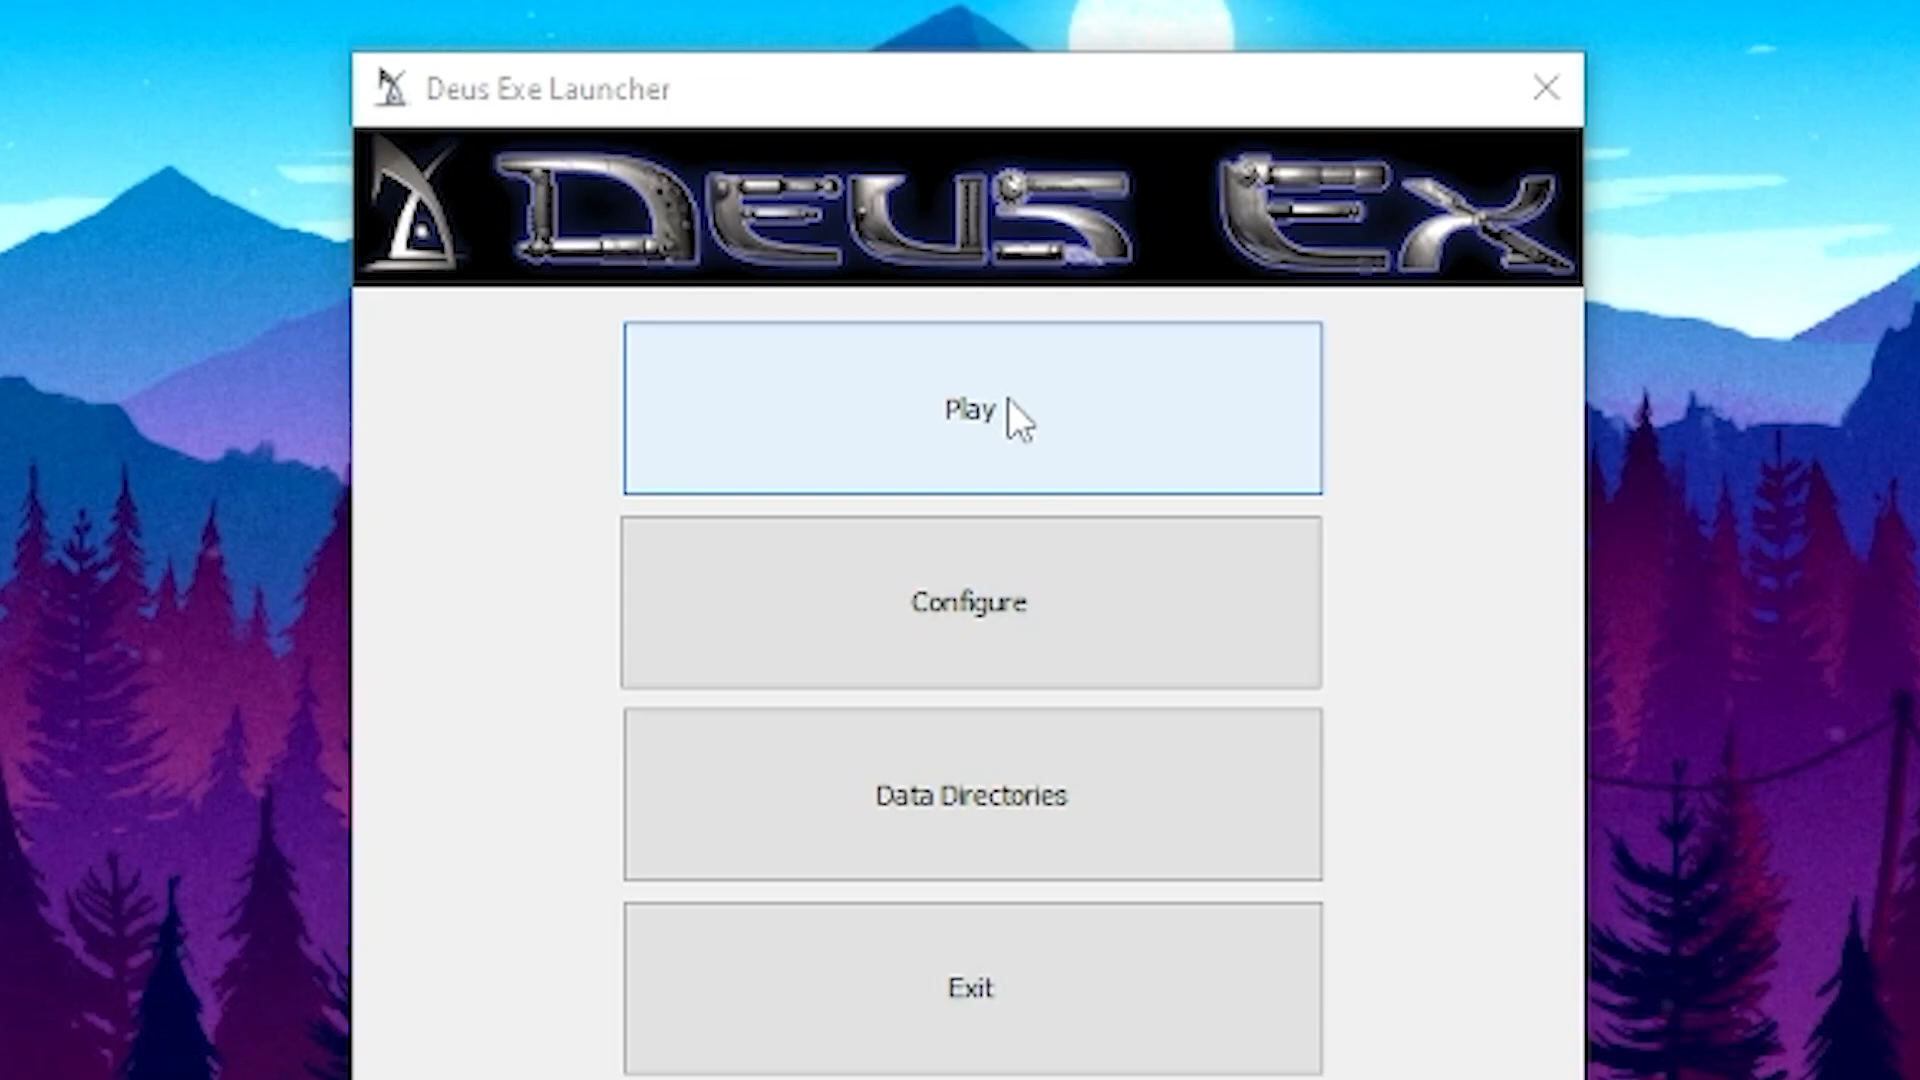 Deus Exe Launcher
DEUS EX
Play
Configure
Data Directories
Exit